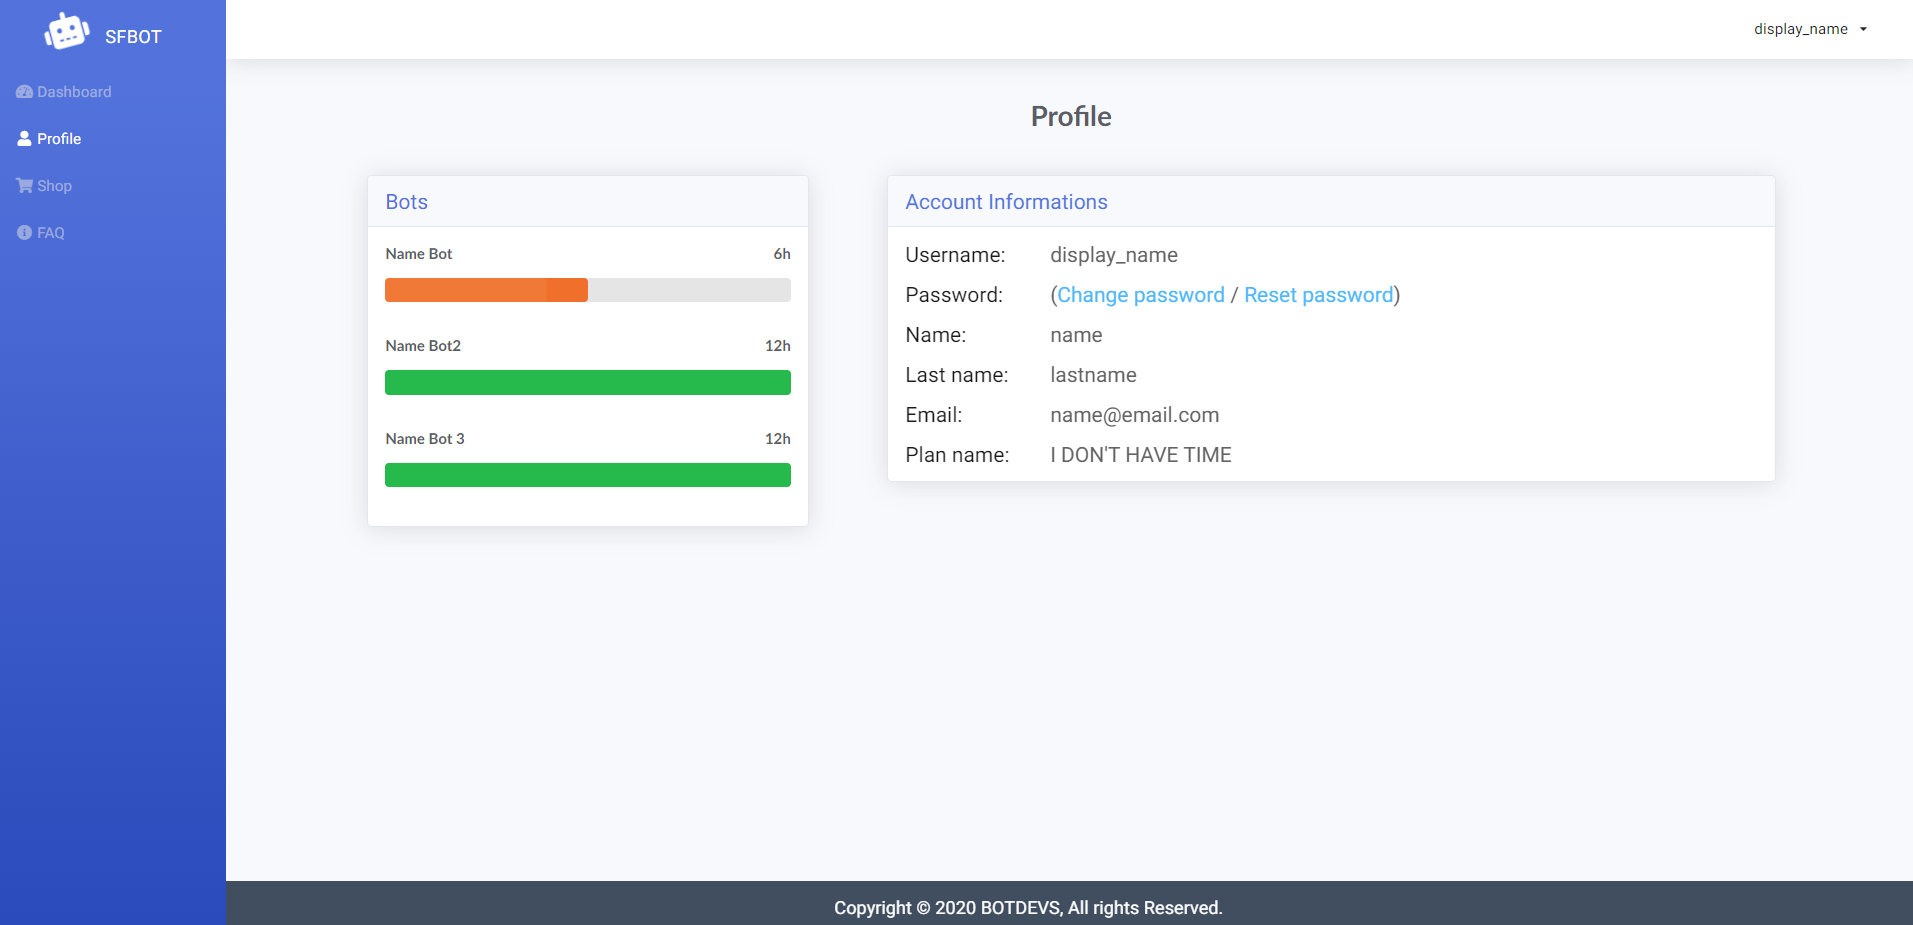 SFBOT
display_name
Dashboard
Profile
Shop
FAQ
Profile
Bots
Name Bot 6h
Name Bot2 12h
Name Bot 3 12h
Account Informations
Username: display_name
Password: (Change password / Reset password)
Name: name
Last name: lastname
Email: name@email.com
Plan name: I DON'T HAVE TIME
Copyright © 2020 BOTDEVS, All rights Reserved.